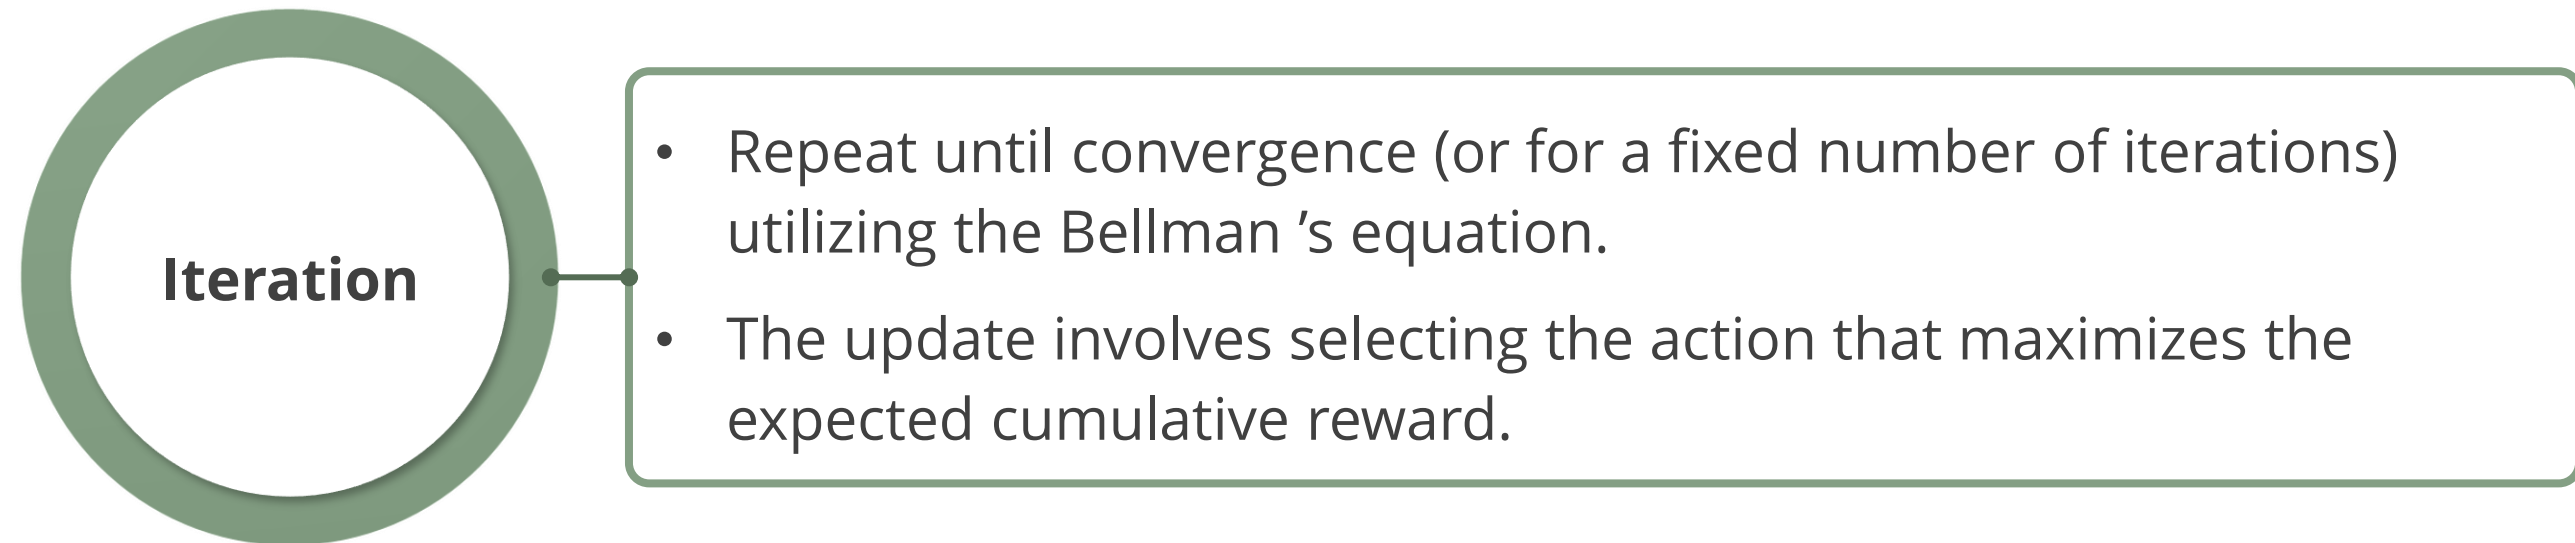 Iteration
• Repeat until convergence (or for a fixed number of iterations)
utilizing the Bellman ’s equation.
• The update involves selecting the action that maximizes the
expected cumulative reward.